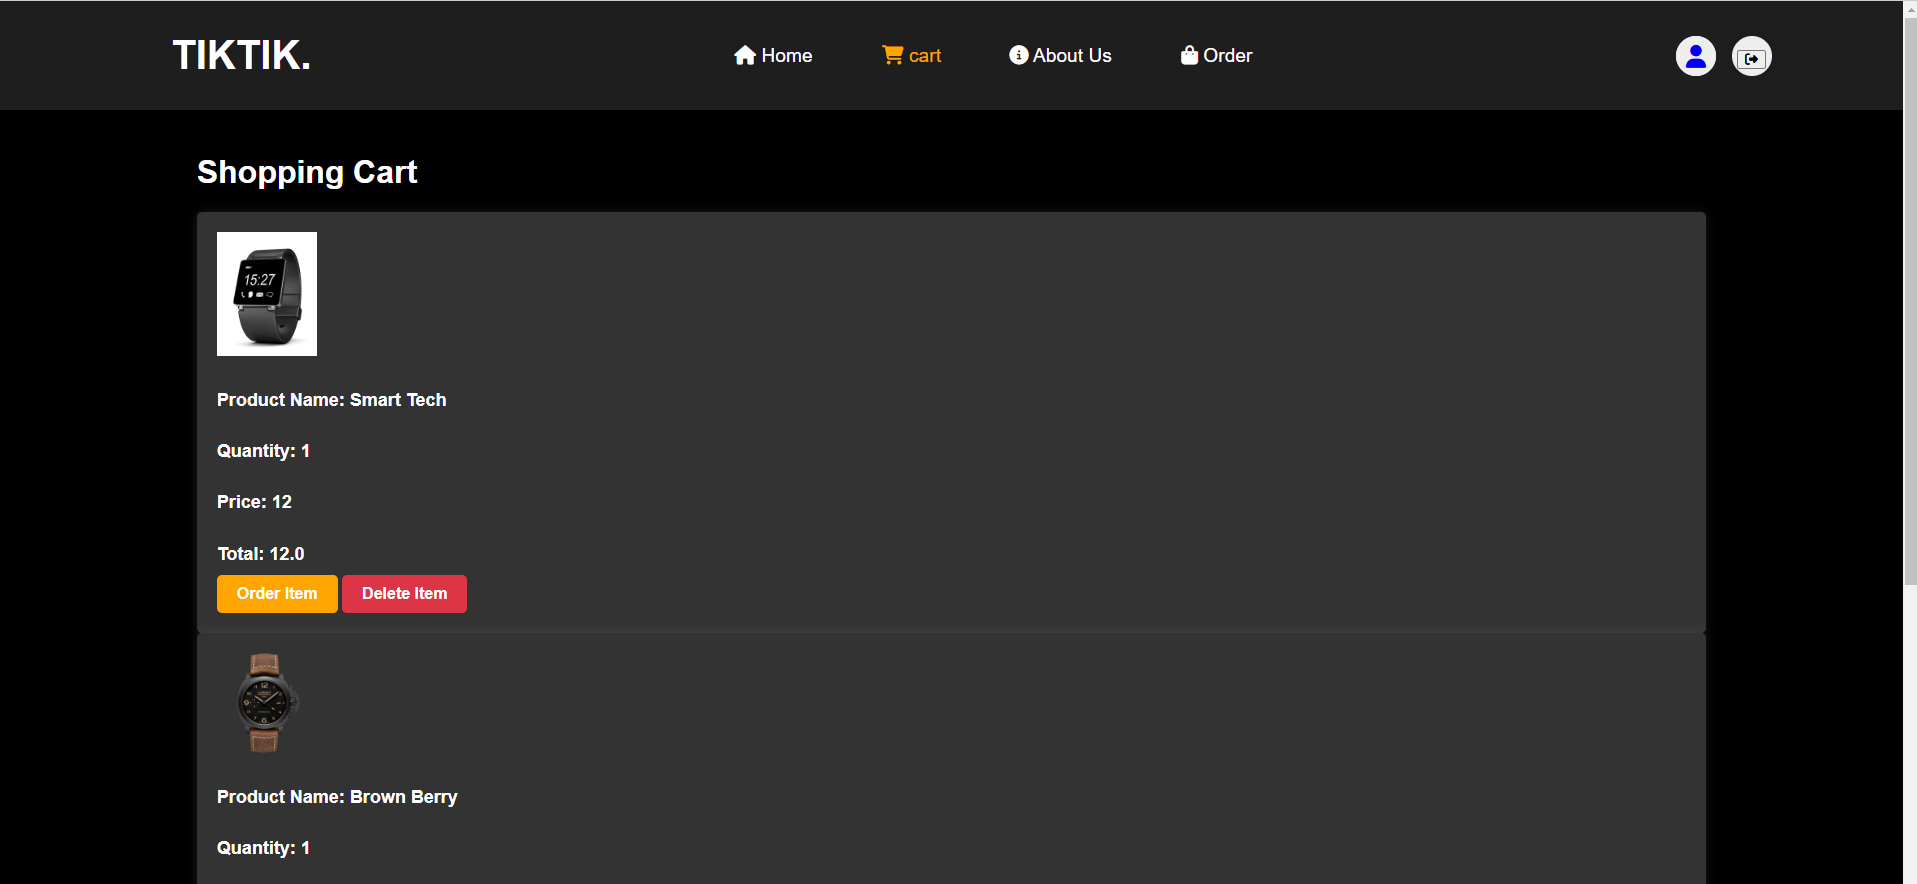 TIKTIK.
Home
cart
About Us
Order
Shopping Cart
15:27
Product Name: Smart Tech
Quantity: 1
Price: 12
Total: 12.0
Order Item
Delete Item
Product Name: Brown Berry
Quantity: 1